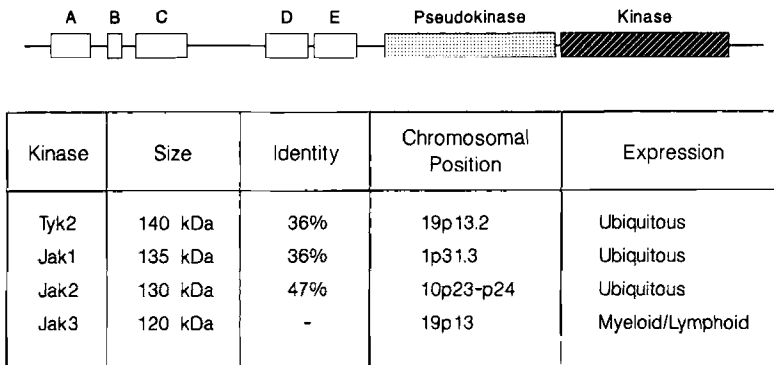 A B C D E Pseudokinase Kinase
Kinase Size Identity Chromosomal Position Expression
Tyk2 140 kDa 36% 19p13.2 Ubiquitous
Jak1 135 kDa 36% 1p31.3 Ubiquitous
Jak2 130 kDa 47% 10p23-p24 Ubiquitous
Jak3 120 kDa - 19p13 Myeloid/Lymphoid